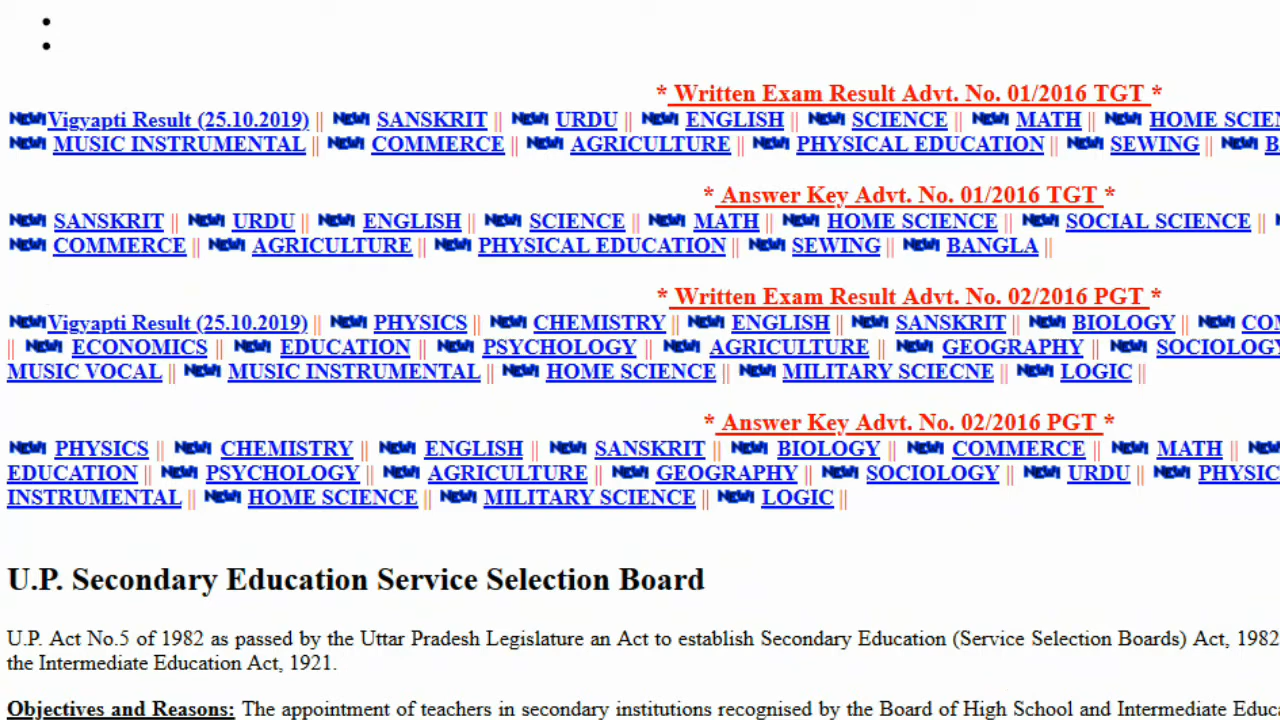 * Written Exam Result Advt. No. 01/2016 TGT *
NEW! Vigyapti Result (25.10.2019) || NEW! SANSKRIT || NEW! URDU || NEW! ENGLISH || NEW! SCIENCE || NEW! MATH || NEW! HOME SCIEN
NEW! MUSIC INSTRUMENTAL || NEW! COMMERCE || NEW! AGRICULTURE || NEW! PHYSICAL EDUCATION || NEW! SEWING || NEW! B
* Answer Key Advt. No. 01/2016 TGT *
NEW! SANSKRIT || NEW! URDU || NEW! ENGLISH || NEW! SCIENCE || NEW! MATH || NEW! HOME SCIENCE || NEW! SOCIAL SCIENCE ||
NEW! COMMERCE || NEW! AGRICULTURE || NEW! PHYSICAL EDUCATION || NEW! SEWING || NEW! BANGLA ||
* Written Exam Result Advt. No. 02/2016 PGT *
NEW! Vigyapti Result (25.10.2019) || NEW! PHYSICS || NEW! CHEMISTRY || NEW! ENGLISH || NEW! SANSKRIT || NEW! BIOLOGY || NEW! COM
|| NEW! ECONOMICS || NEW! EDUCATION || NEW! PSYCHOLOGY || NEW! AGRICULTURE || NEW! GEOGRAPHY || NEW! SOCIOLOGY
MUSIC VOCAL || NEW! MUSIC INSTRUMENTAL || NEW! HOME SCIENCE || NEW! MILITARY SCIECNE || NEW! LOGIC ||
* Answer Key Advt. No. 02/2016 PGT *
NEW! PHYSICS || NEW! CHEMISTRY || NEW! ENGLISH || NEW! SANSKRIT || NEW! BIOLOGY || NEW! COMMERCE || NEW! MATH || NEW!
EDUCATION || NEW! PSYCHOLOGY || NEW! AGRICULTURE || NEW! GEOGRAPHY || NEW! SOCIOLOGY || NEW! URDU || NEW! PHYSIC
INSTRUMENTAL || NEW! HOME SCIENCE || NEW! MILITARY SCIENCE || NEW! LOGIC ||
U.P. Secondary Education Service Selection Board
U.P. Act No.5 of 1982 as passed by the Uttar Pradesh Legislature an Act to establish Secondary Education (Service Selection Boards) Act, 1982
the Intermediate Education Act, 1921.
Objectives and Reasons: The appointment of teachers in secondary institutions recognised by the Board of High School and Intermediate Educa